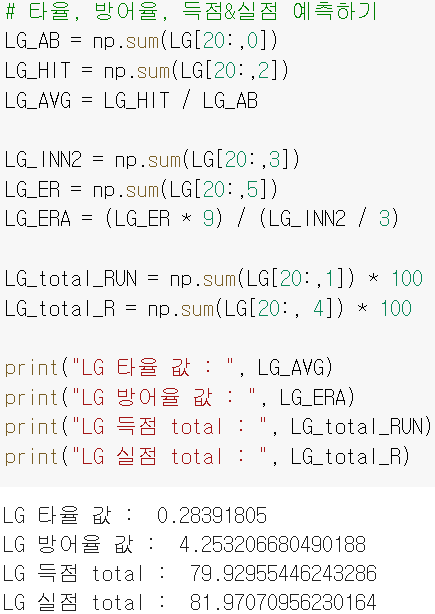 # 타율, 방어율, 득점&실점 예측하기
LG_AB = np.sum(LG[20:,0])
LG_HIT = np.sum(LG[20:,2])
LG_AVG = LG_HIT / LG_AB
LG_INN2 = np.sum(LG[20:,3])
LG_ER = np.sum(LG[20:,5])
LG_ERA = (LG_ER * 9) / (LG_INN2 / 3)
LG_total_RUN = np.sum(LG[20:,1]) * 100
LG_total_R = np.sum(LG[20:, 4]) * 100
print("LG 타율 값 : ", LG_AVG)
print("LG 방어율 값 : ", LG_ERA)
print("LG 득점 total : ", LG_total_RUN)
print("LG 실점 total : ", LG_total_R)
LG 타율 값 :  0.28391805
LG 방어율 값 :  4.253206680490188
LG 득점 total :  79.92955446243286
LG 실점 total :  81.97070956230164